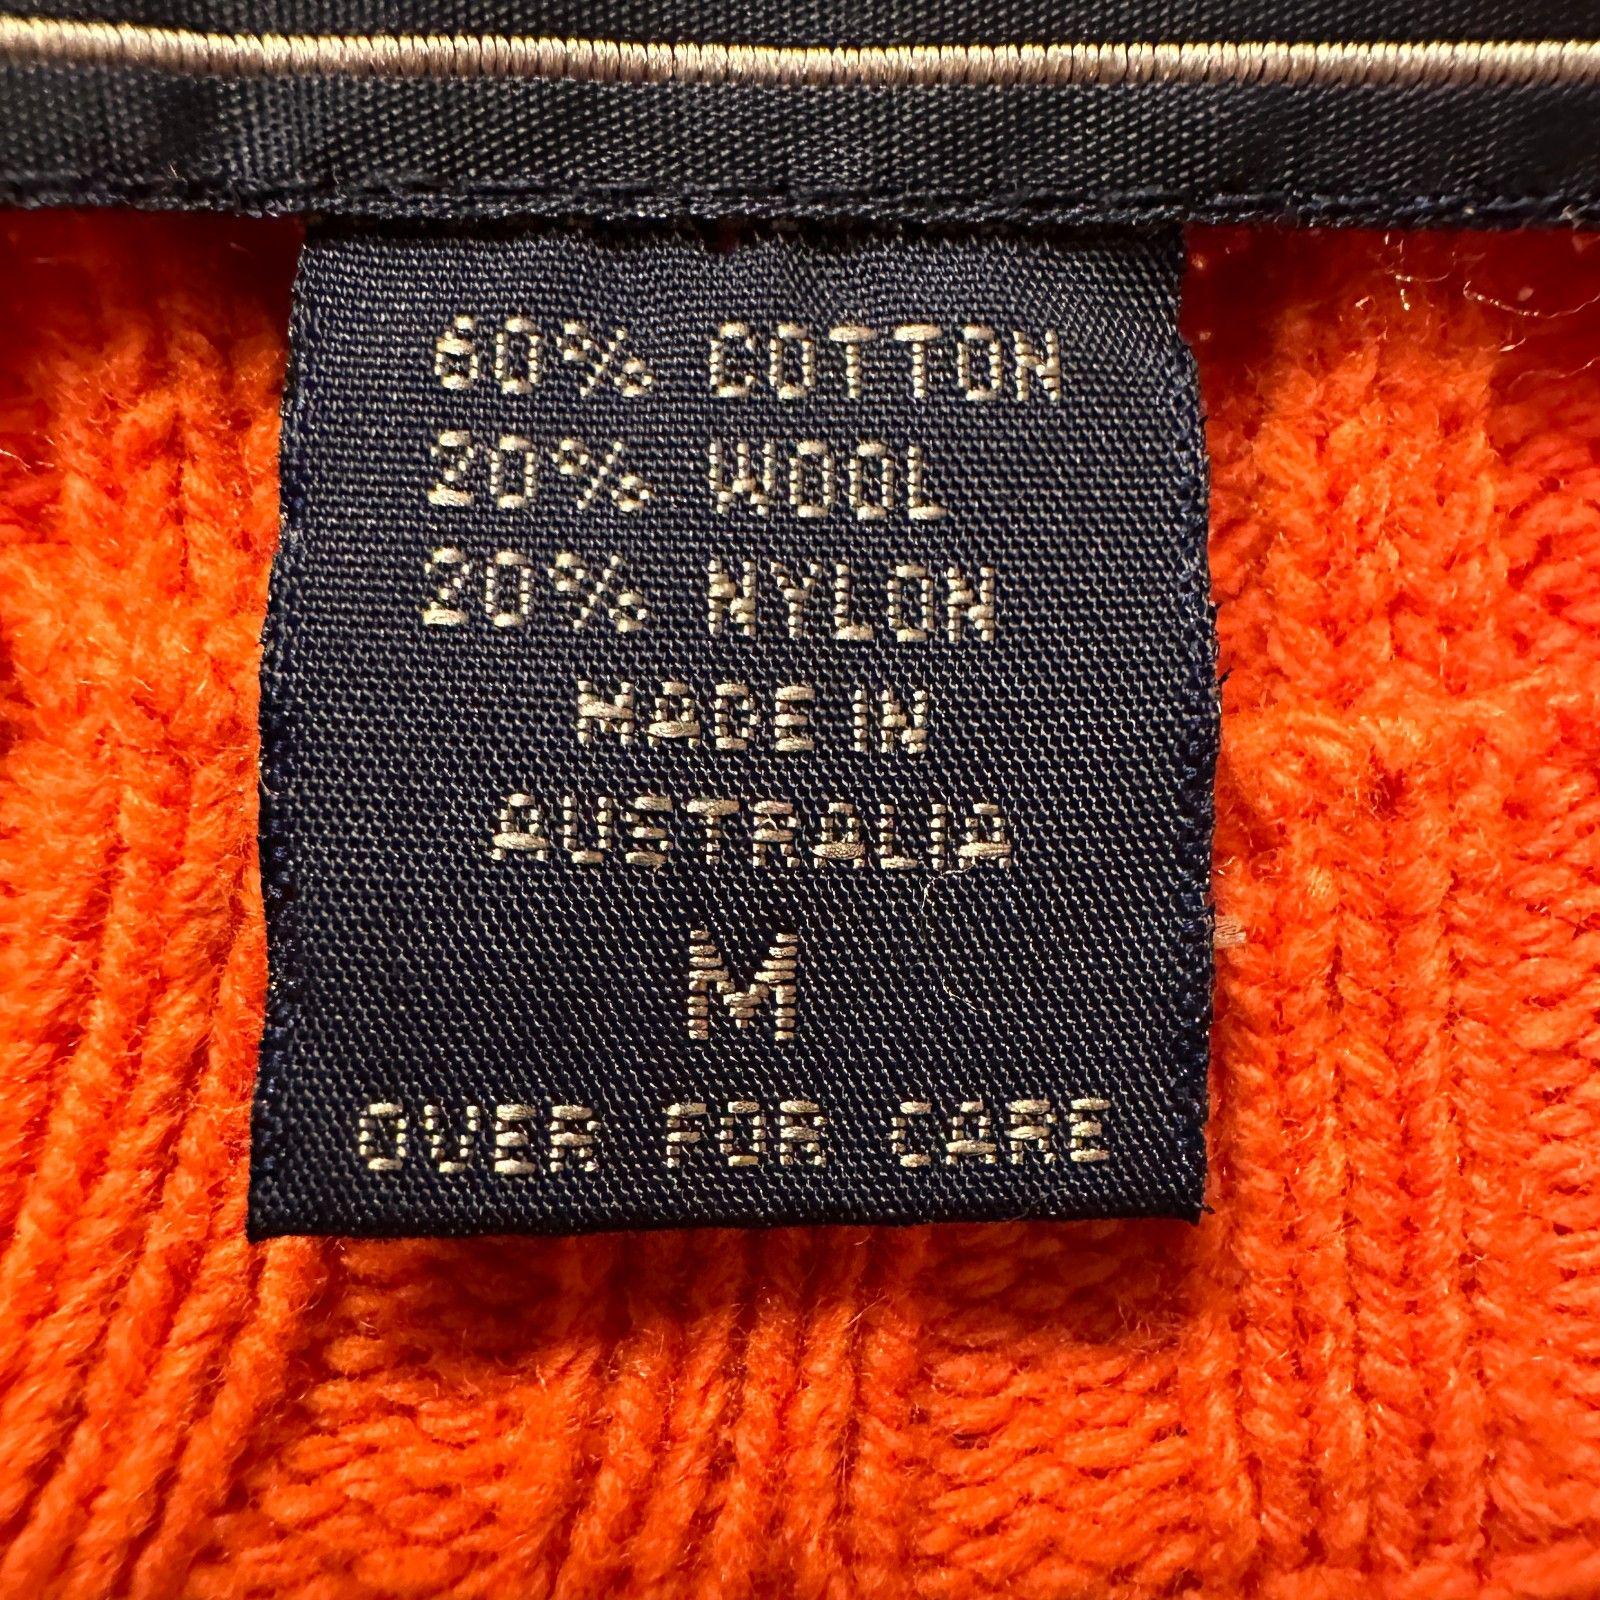 60% COTTON
20% WOOL
20% NYLON
MADE IN
AUSTRALIA
M
OVER FOR CARE